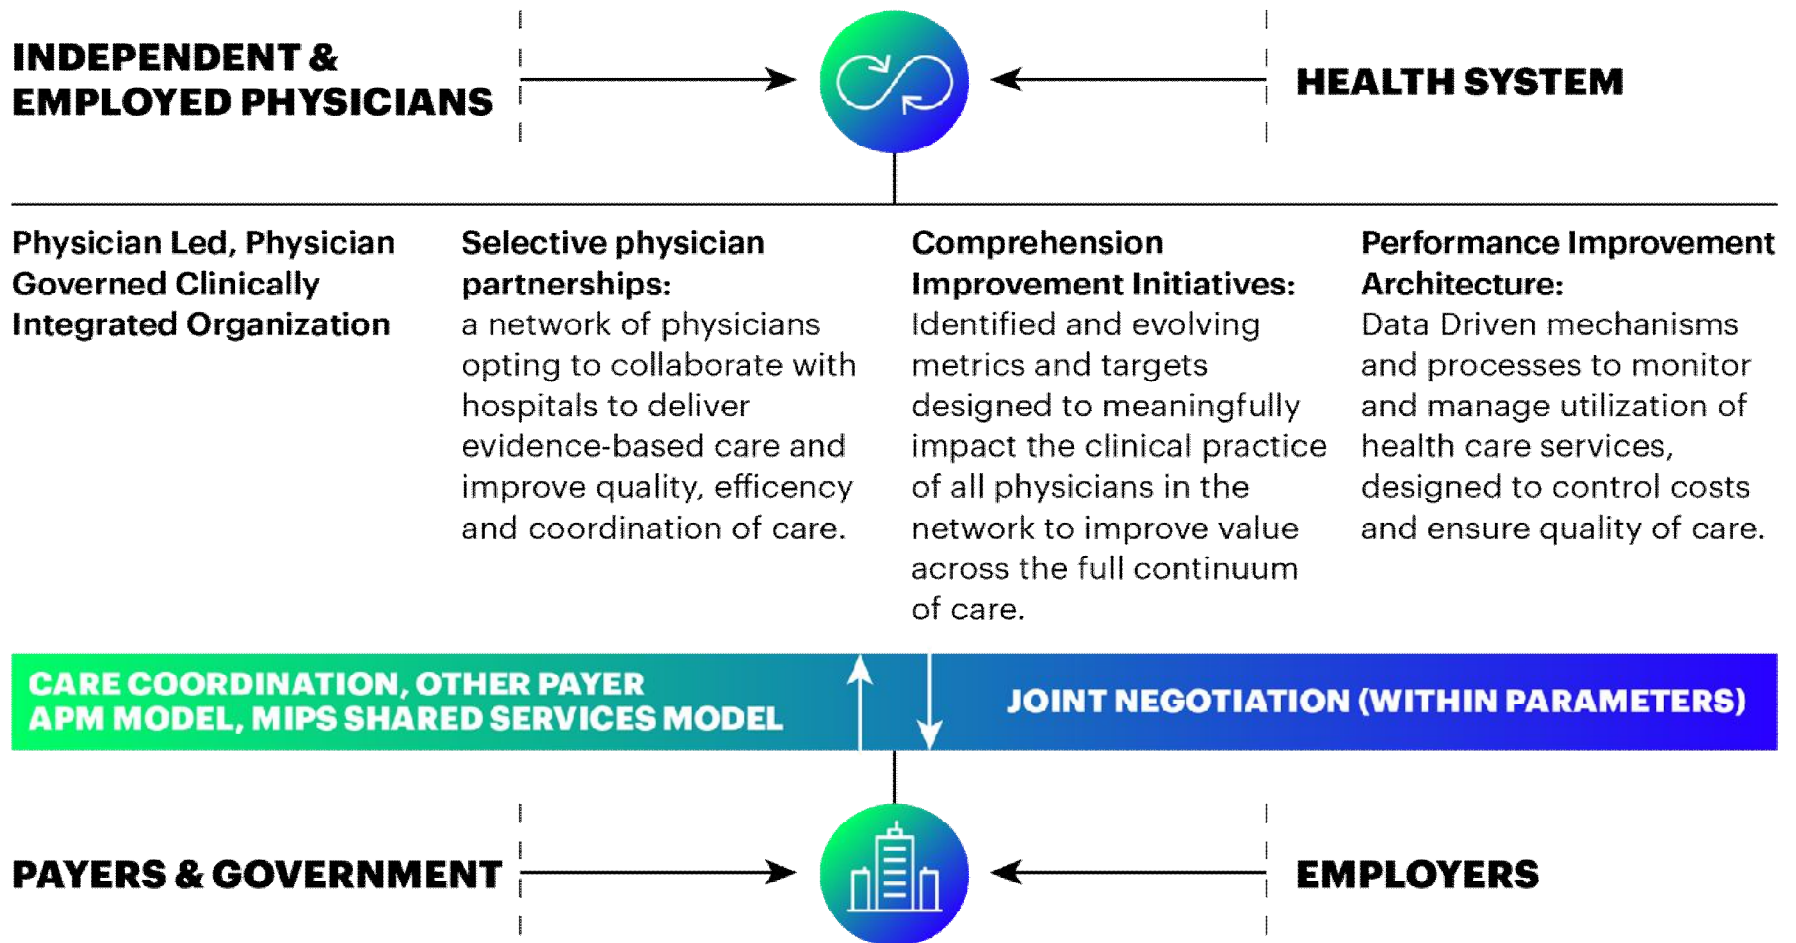 INDEPENDENT &
EMPLOYED PHYSICIANS
HEALTH SYSTEM
Physician Led, Physician
Governed Clinically
Integrated Organization
Selective physician
partnerships:
a network of physicians
opting to collaborate with
hospitals to deliver
evidence-based care and
improve quality, efficency
and coordination of care.
Comprehension
Improvement Initiatives:
Identified and evolving
metrics and targets
designed to meaningfully
impact the clinical practice
of all physicians in the
network to improve value
across the full continuum
of care.
Performance Improvement
Architecture:
Data Driven mechanisms
and processes to monitor
and manage utilization of
health care services,
designed to control costs
and ensure quality of care.
CARE COORDINATION, OTHER PAYER
APM MODEL, MIPS SHARED SERVICES MODEL
JOINT NEGOTIATION (WITHIN PARAMETERS)
PAYERS & GOVERNMENT
EMPLOYERS